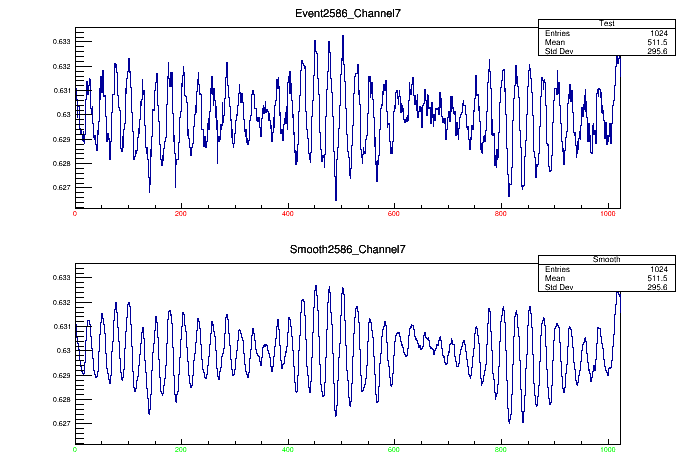 Event2586_Channel7
Test
Entries 1024
Mean 511.5
Std Dev 295.6
0.633
0.632
0.631
0.63
0.629
0.628
0.627
0 200 400 600 800 1000
Smooth2586_Channel7
Smooth
Entries 1024
Mean 511.5
Std Dev 295.6
0.633
0.632
0.631
0.63
0.629
0.628
0.627
0 200 400 600 800 1000